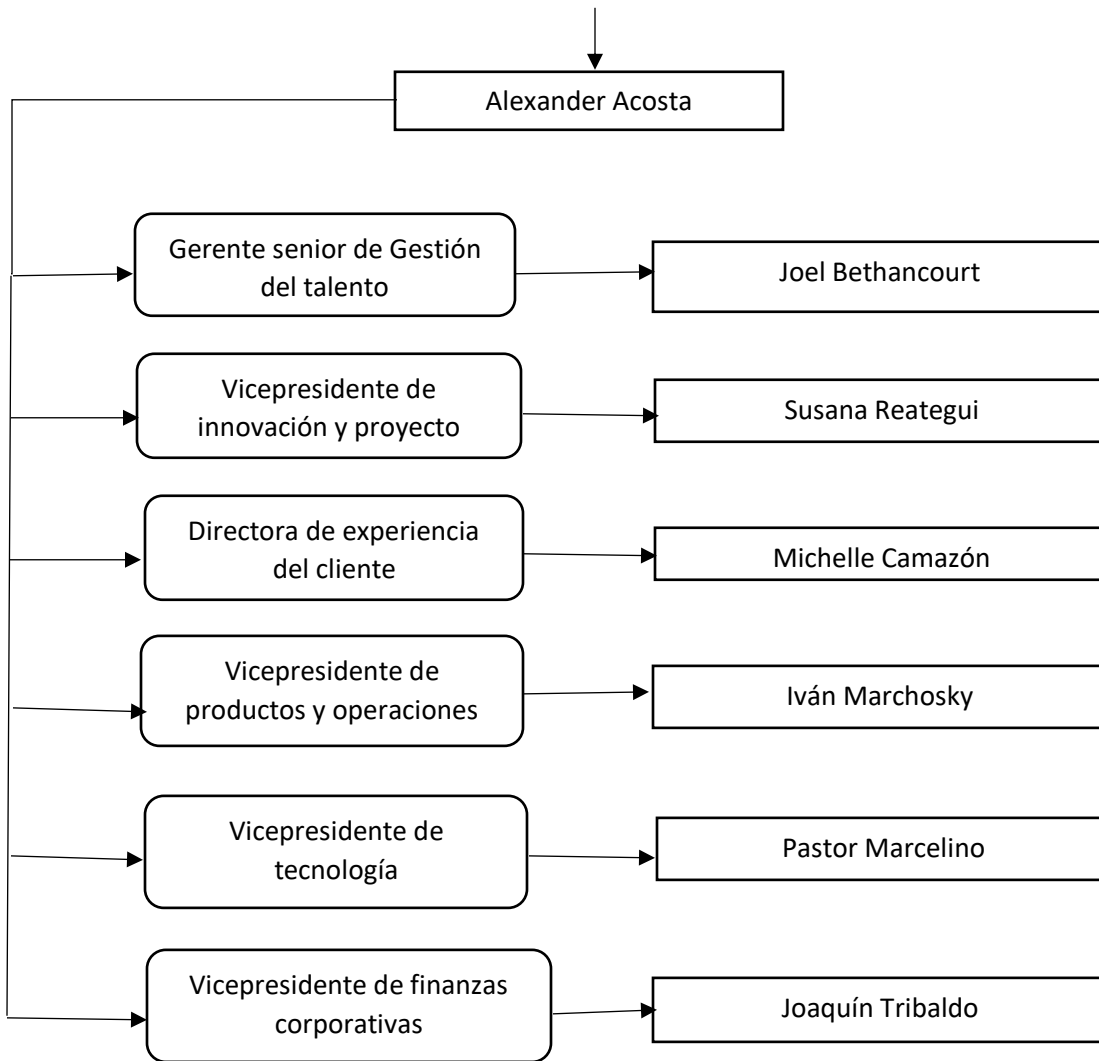 Alexander Acosta
Gerente senior de Gestión
del talento
Joel Bethancourt
Vicepresidente de
innovación y proyecto
Susana Reategui
Directora de experiencia
del cliente
Michelle Camazón
Vicepresidente de
productos y operaciones
Iván Marchosky
Vicepresidente de
tecnología
Pastor Marcelino
Vicepresidente de finanzas
corporativas
Joaquín Tribaldo